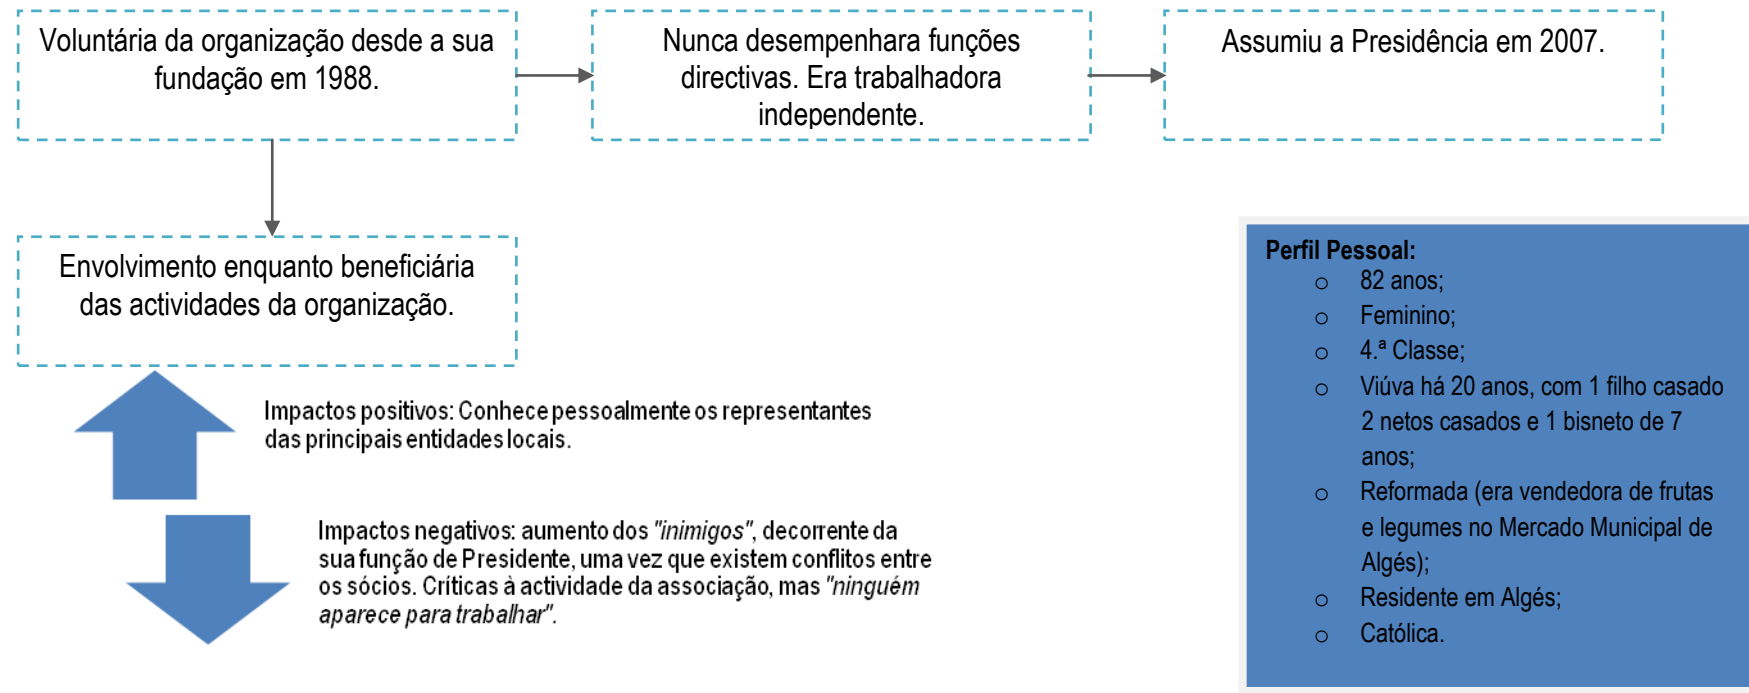 Voluntária da organização desde a sua
fundação em 1988.
Nunca desempenhara funções
directivas. Era trabalhadora
independente.
Assumiu a Presidência em 2007.
Envolvimento enquanto beneficiária
das actividades da organização.
Impactos positivos: Conhece pessoalmente os representantes
das principais entidades locais.
Impactos negativos: aumento dos "inimigos", decorrente da
sua função de Presidente, uma vez que existem conflitos entre
os sócios. Críticas à actividade da associação, mas "ninguém
aparece para trabalhar".
Perfil Pessoal:
o 82 anos;
o Feminino;
o 4.ª Classe;
o Viúva há 20 anos, com 1 filho casado
2 netos casados e 1 bisneto de 7
anos;
o Reformada (era vendedora de frutas
e legumes no Mercado Municipal de
Algés);
o Residente em Algés;
o Católica.